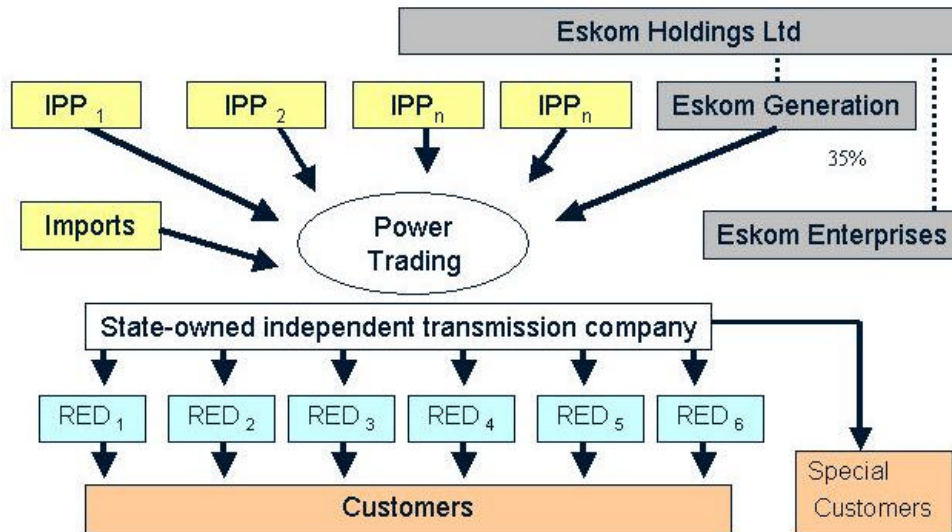 Eskom Holdings Ltd
IPP 1
IPP 2
IPPn
IPPn
Eskom Generation
35%
Imports
Power
Trading
Eskom Enterprises
State-owned independent transmission company
RED 1
RED 2
RED 3
RED 4
RED 5
RED 6
Customers
Special
Customers